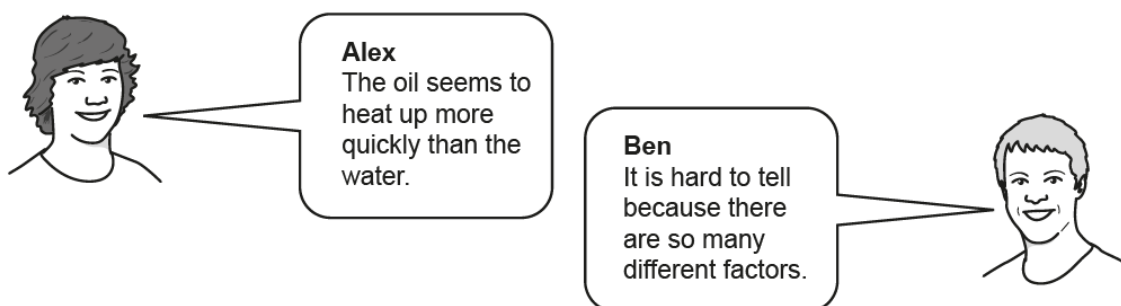 Alex
The oil seems to
heat up more
quickly than the
water.
Ben
It is hard to tell
because there
are so many
different factors.